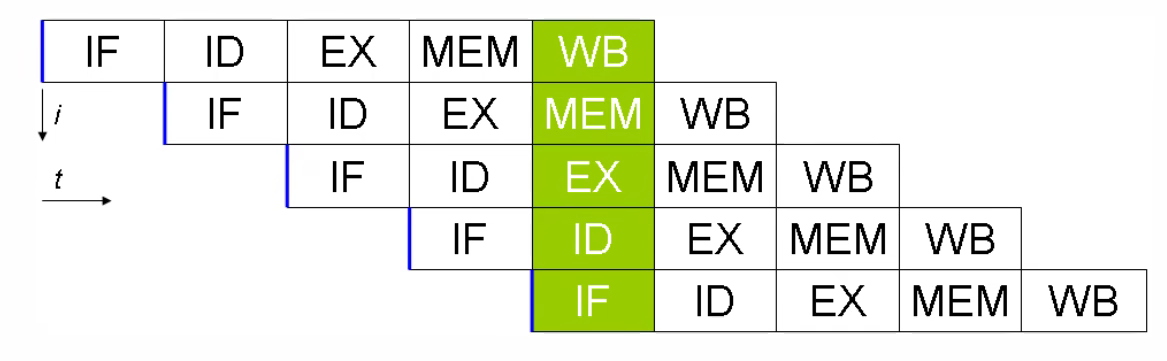 IF ID EX MEM WB
i IF ID EX MEM WB
t IF ID EX MEM WB
IF ID EX MEM WB
IF ID EX MEM WB